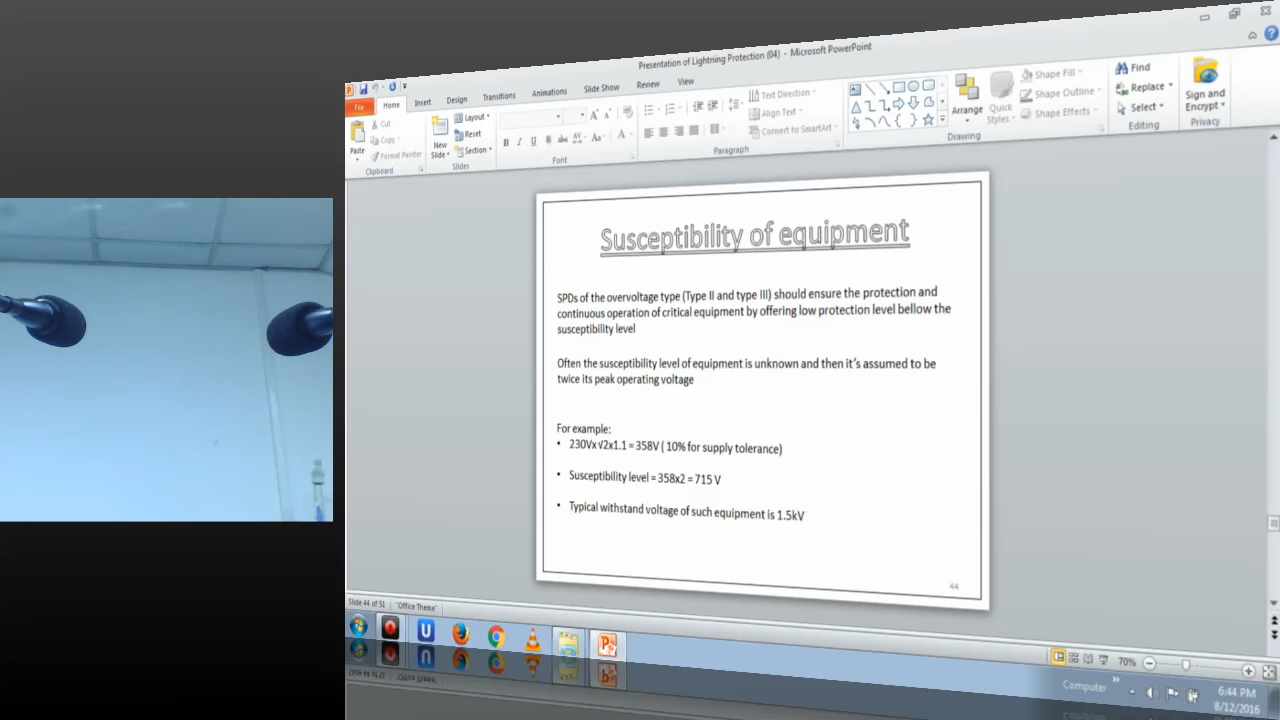 Presentation of Lightning Protection (04) - Microsoft PowerPoint
File Home Insert Design Transitions Animations Slide Show Review View
Paste
Cut
Copy
Format Painter
Clipboard
New Slide
Layout
Reset
Section
Slides
Font
Text Direction
Align Text
Convert to SmartArt
Paragraph
Arrange
Quick Styles
Shape Fill
Shape Outline
Shape Effects
Drawing
Find
Replace
Select
Editing
Sign and Encrypt
Privacy
Susceptibility of equipment
SPDs of the overvoltage type (Type II and type III) should ensure the protection and
continuous operation of critical equipment by offering low protection level bellow the
susceptibility level
Often the susceptibility level of equipment is unknown and then it's assumed to be
twice its peak operating voltage
For example:
• 230Vx √2x1.1 = 358V ( 10% for supply tolerance)
• Susceptibility level = 358x2 = 715 V
• Typical withstand voltage of such equipment is 1.5kV
44
Slide 44 of 51 "Office Theme"
70%
Computer
6:44 PM
8/12/2016